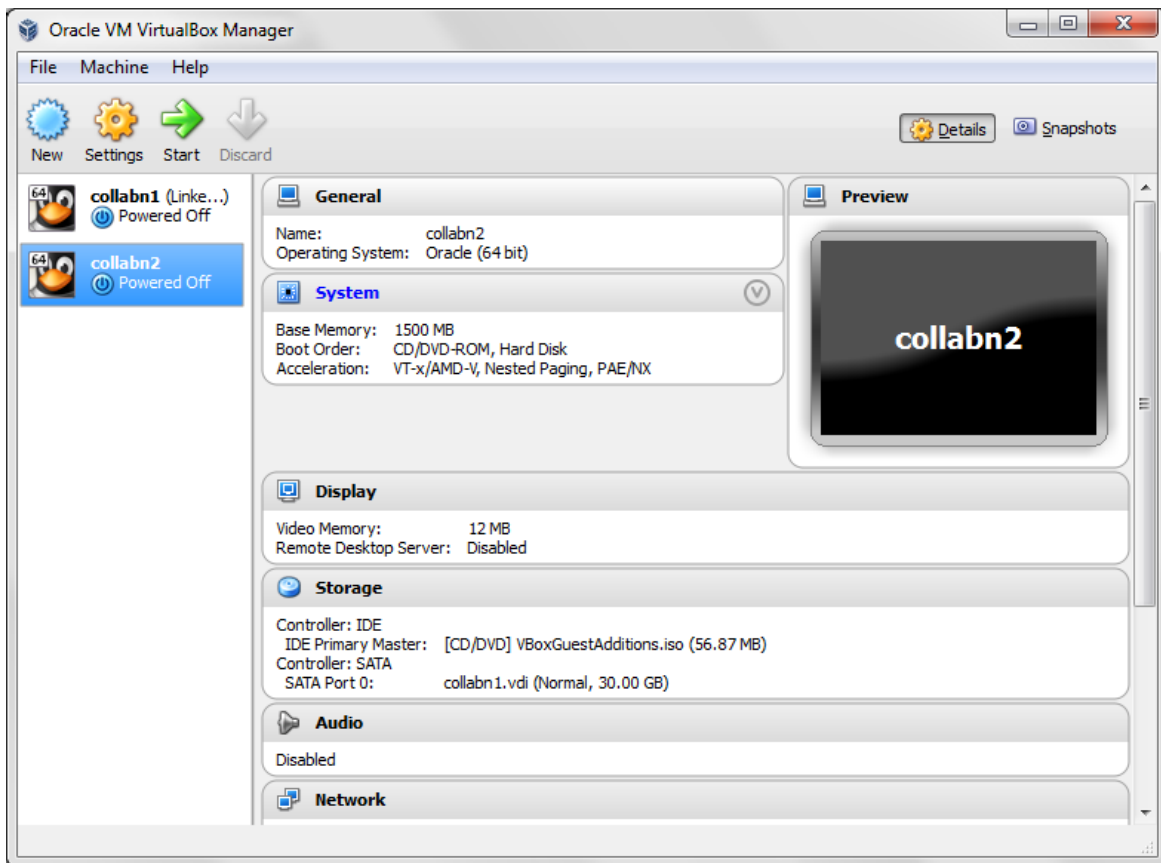 Oracle VM VirtualBox Manager
File Machine Help
New Settings Start Discard
Details Snapshots
64 collabn1 (Linke...)
Powered Off
64 collabn2
Powered Off
General
Name: collabn2
Operating System: Oracle (64 bit)
System
Base Memory: 1500 MB
Boot Order: CD/DVD-ROM, Hard Disk
Acceleration: VT-x/AMD-V, Nested Paging, PAE/NX
Preview
collabn2
Display
Video Memory: 12 MB
Remote Desktop Server: Disabled
Storage
Controller: IDE
IDE Primary Master: [CD/DVD] VBoxGuestAdditions.iso (56.87 MB)
Controller: SATA
SATA Port 0: collabn1.vdi (Normal, 30.00 GB)
Audio
Disabled
Network